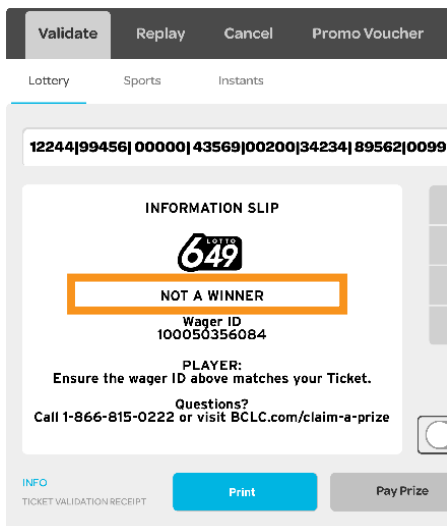 Validate Replay Cancel Promo Voucher
Lottery Sports Instants
12244|99456| 00000| 43569|00200|34234| 89562|0099
INFORMATION SLIP
LOTTO
649
NOT A WINNER
Wager ID
100050356084
PLAYER:
Ensure the wager ID above matches your Ticket.
Questions?
Call 1-866-815-0222 or visit BCLC.com/claim-a-prize
INFO
TICKET VALIDATION RECEIPT
Print
Pay Prize